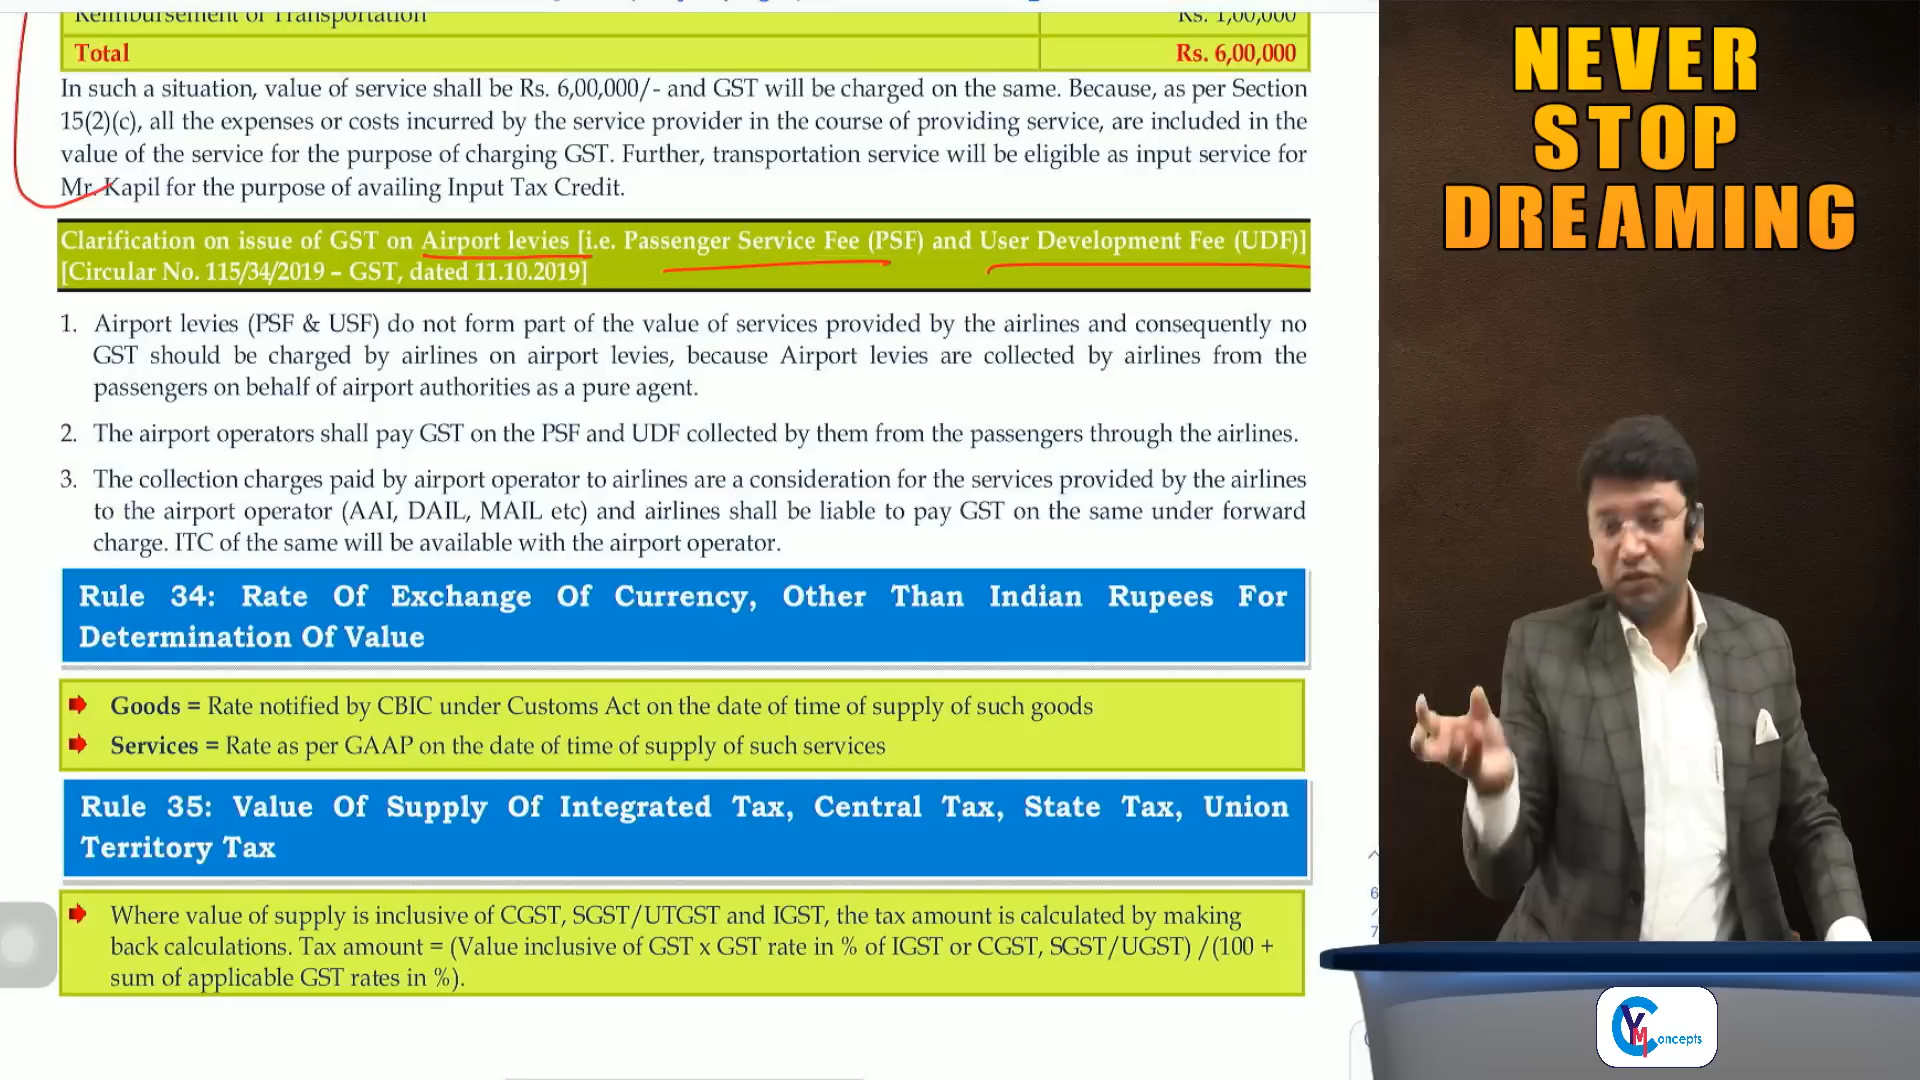 Reimbursement of Transportation Rs. 1,00,000
Total Rs. 6,00,000
In such a situation, value of service shall be Rs. 6,00,000/- and GST will be charged on the same. Because, as per Section
15(2)(c), all the expenses or costs incurred by the service provider in the course of providing service, are included in the
value of the service for the purpose of charging GST. Further, transportation service will be eligible as input service for
Mr. Kapil for the purpose of availing Input Tax Credit.
Clarification on issue of GST on Airport levies [i.e. Passenger Service Fee (PSF) and User Development Fee (UDF)]
[Circular No. 115/34/2019 – GST, dated 11.10.2019]
1. Airport levies (PSF & USF) do not form part of the value of services provided by the airlines and consequently no
GST should be charged by airlines on airport levies, because Airport levies are collected by airlines from the
passengers on behalf of airport authorities as a pure agent.
2. The airport operators shall pay GST on the PSF and UDF collected by them from the passengers through the airlines.
3. The collection charges paid by airport operator to airlines are a consideration for the services provided by the airlines
to the airport operator (AAI, DAIL, MAIL etc) and airlines shall be liable to pay GST on the same under forward
charge. ITC of the same will be available with the airport operator.
Rule 34: Rate Of Exchange Of Currency, Other Than Indian Rupees For
Determination Of Value
Goods = Rate notified by CBIC under Customs Act on the date of time of supply of such goods
Services = Rate as per GAAP on the date of time of supply of such services
Rule 35: Value Of Supply Of Integrated Tax, Central Tax, State Tax, Union
Territory Tax
Where value of supply is inclusive of CGST, SGST/UTGST and IGST, the tax amount is calculated by making
back calculations. Tax amount = (Value inclusive of GST x GST rate in % of IGST or CGST, SGST/UGST) /(100 +
sum of applicable GST rates in %).
6
7
NEVER
STOP
DREAMING
VM Concepts